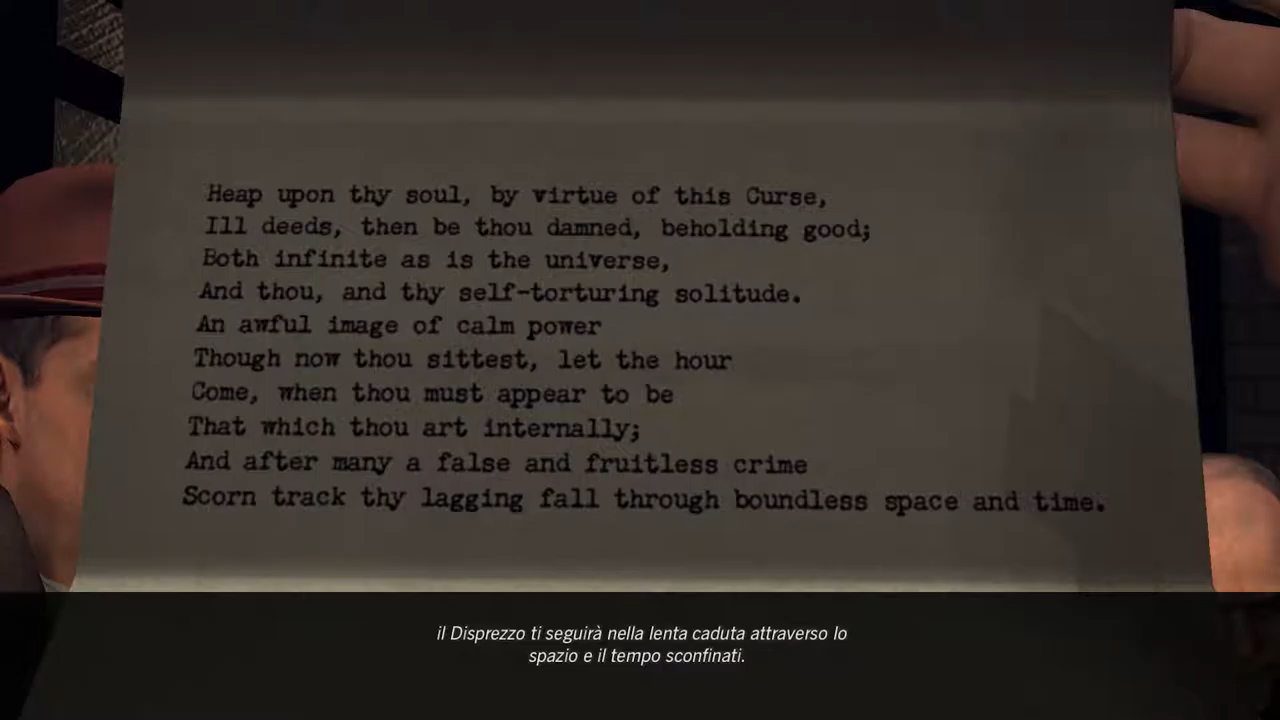 Heap upon thy soul, by virtue of this Curse,
Ill deeds, then be thou damned, beholding good;
Both infinite as is the universe,
And thou, and thy self-torturing solitude.
An awful image of calm power
Though now thou sittest, let the hour
Come, when thou must appear to be
That which thou art internally;
And after many a false and fruitless crime
Scorn track thy lagging fall through boundless space and time.
il Disprezzo ti seguirà nella lenta caduta attraverso lo
spazio e il tempo sconfinati.